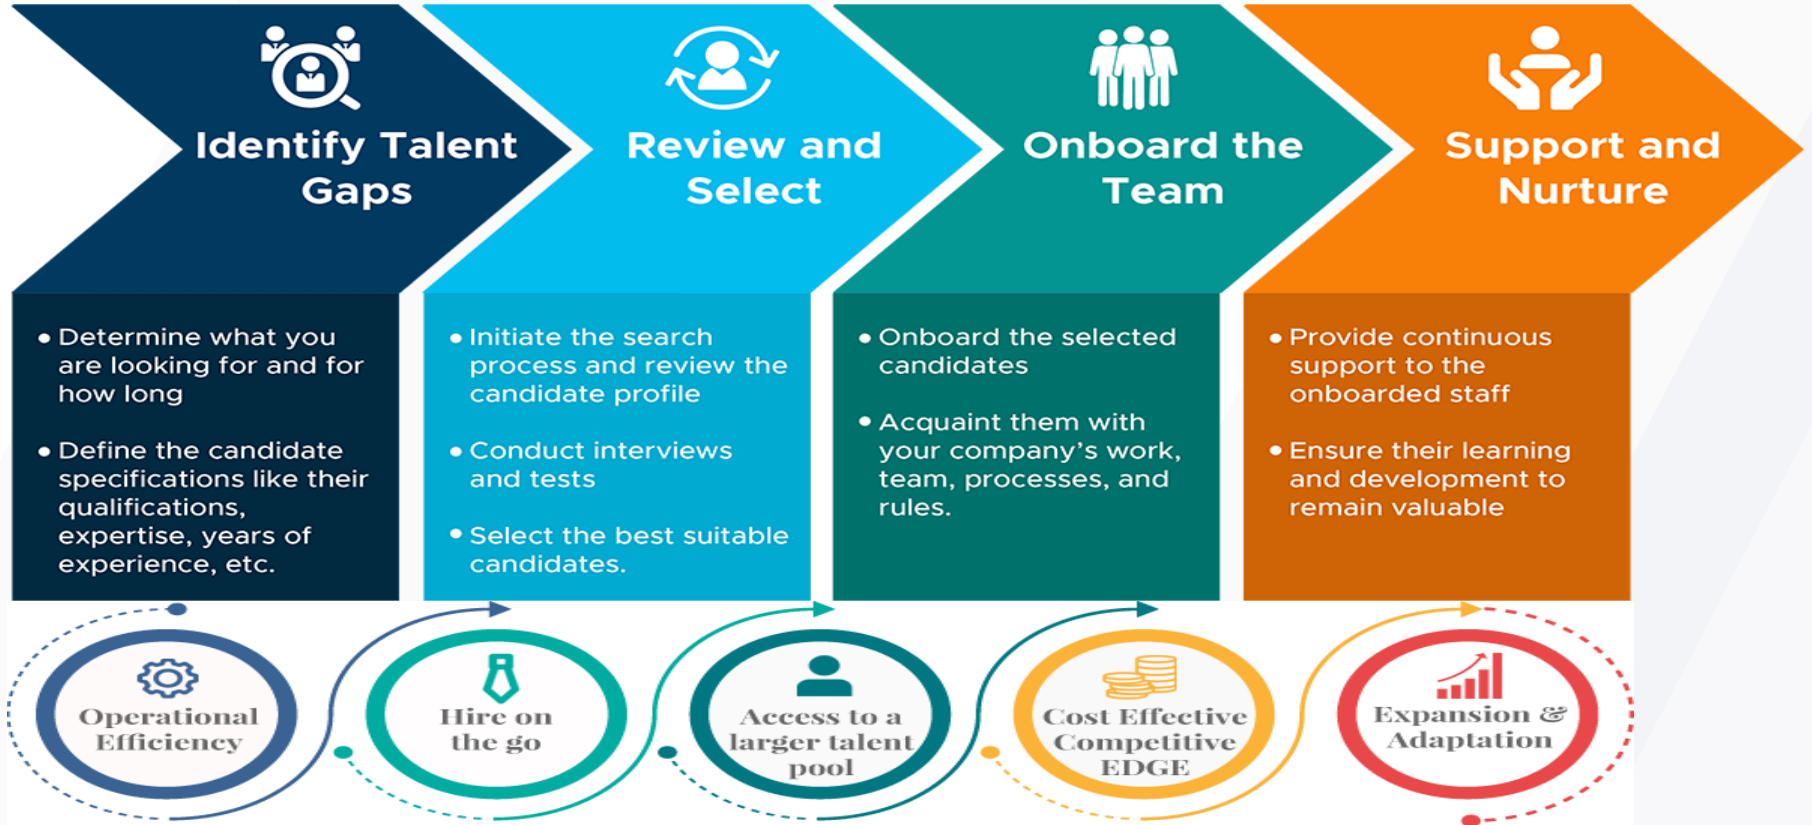 Identify Talent
Gaps
Review and
Select
Onboard the
Team
Support and
Nurture
• Determine what you
are looking for and for
how long
• Define the candidate
specifications like their
qualifications,
expertise, years of
experience, etc.
• Initiate the search
process and review the
candidate profile
• Conduct interviews
and tests
• Select the best suitable
candidates.
• Onboard the selected
candidates
• Acquaint them with
your company’s work,
team, processes, and
rules.
• Provide continuous
support to the
onboarded staff
• Ensure their learning
and development to
remain valuable
Operational
Efficiency
Hire on
the go
Access to a
larger talent
pool
Cost Effective
Competitive
EDGE
Expansion &
Adaptation